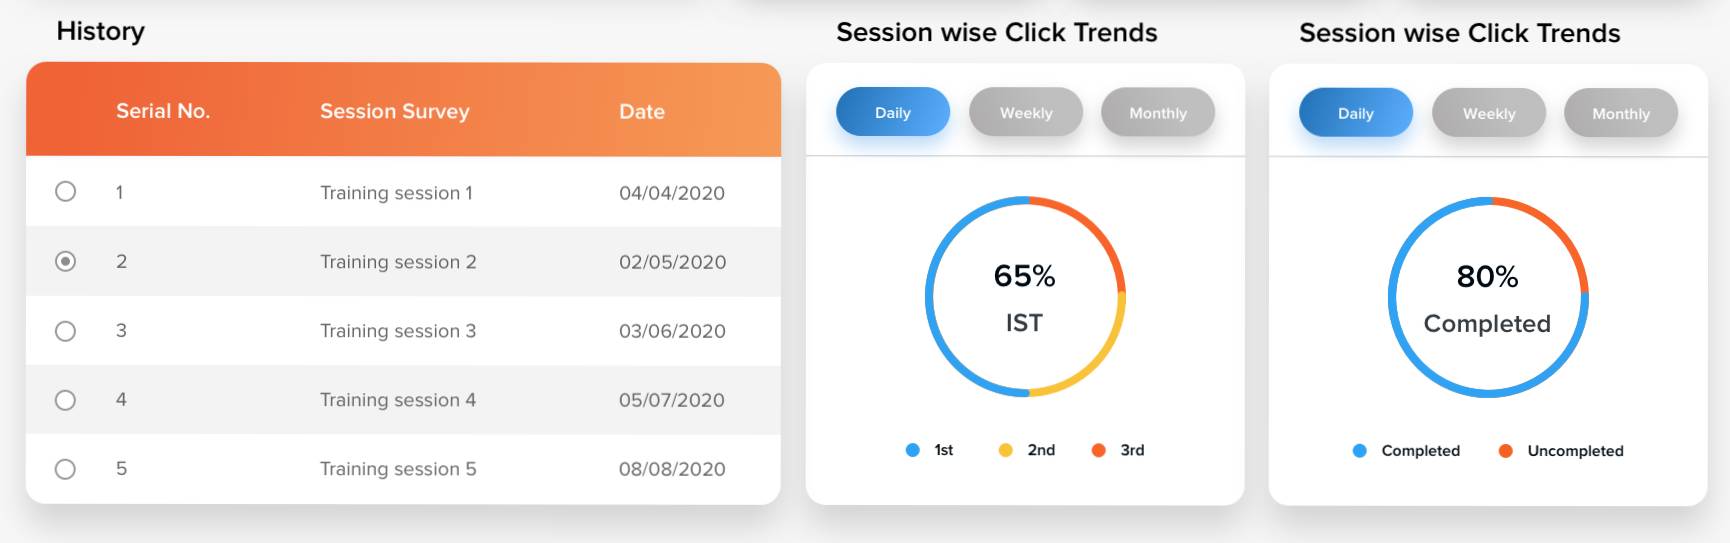 History
Serial No. Session Survey Date
1 Training session 1 04/04/2020
2 Training session 2 02/05/2020
3 Training session 3 03/06/2020
4 Training session 4 05/07/2020
5 Training session 5 08/08/2020
Session wise Click Trends
Daily Weekly Monthly
65%
IST
1st 2nd 3rd
Session wise Click Trends
Daily Weekly Monthly
80%
Completed
Completed Uncompleted